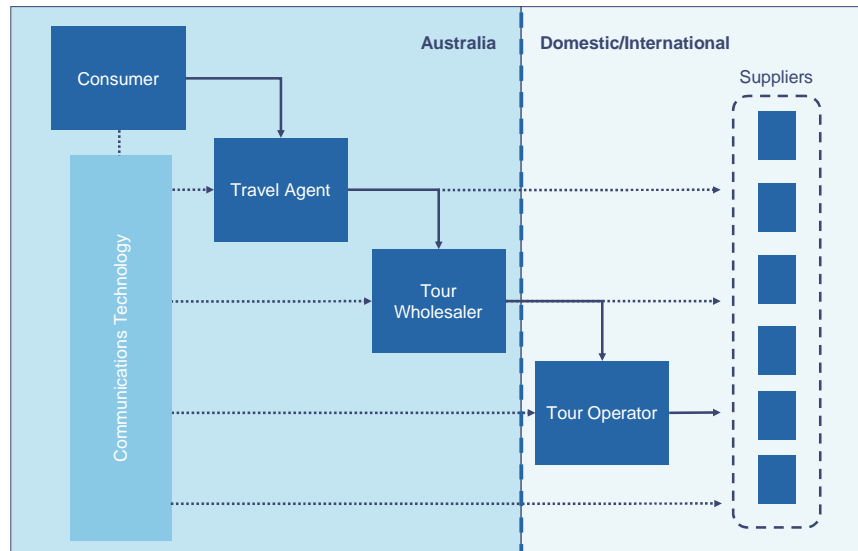 Australia
Domestic/International
Consumer
Suppliers
Travel Agent
Communications Technology
Tour
Wholesaler
Tour Operator